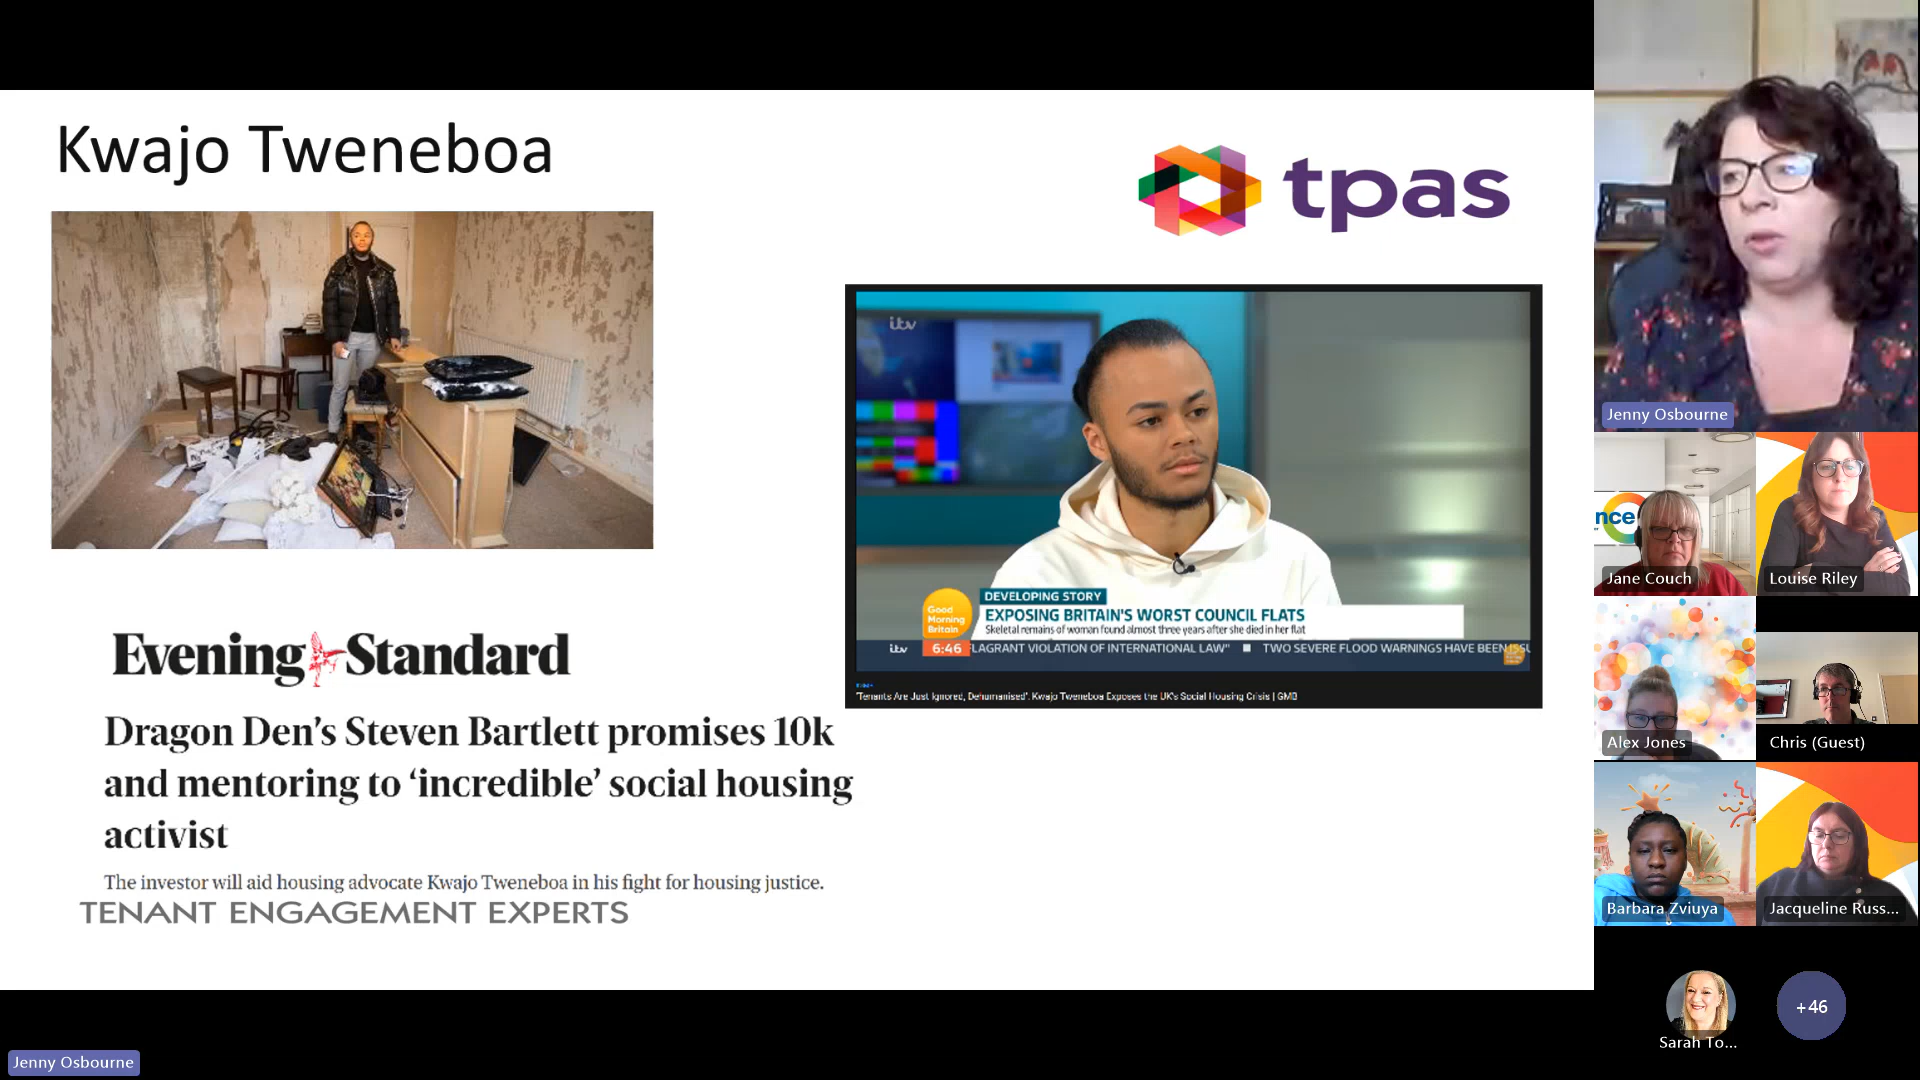 Kwajo Tweneboa
tpas
itv
DEVELOPING STORY
Good
Morning
Britain
EXPOSING BRITAIN'S WORST COUNCIL FLATS
Skeletal remains of woman found almost three years after she died in her flat
itv 6:46 FLAGRANT VIOLATION OF INTERNATIONAL LAW" ■ TWO SEVERE FLOOD WARNINGS HAVE BEEN ISSU
'Tenants Are Just Ignored, Dehumanised'. Kwajo Tweneboa Exposes the UK's Social Housing Crisis | GMB
Evening Standard
Dragon Den's Steven Bartlett promises 10k
and mentoring to ‘incredible’ social housing
activist
The investor will aid housing advocate Kwajo Tweneboa in his fight for housing justice.
TENANT ENGAGEMENT EXPERTS
Jenny Osbourne
Jenny Osbourne
nce
Jane Couch
Louise Riley
Alex Jones
Chris (Guest)
Barbara Zviuya
Jacqueline Russ...
Sarah To...
+46